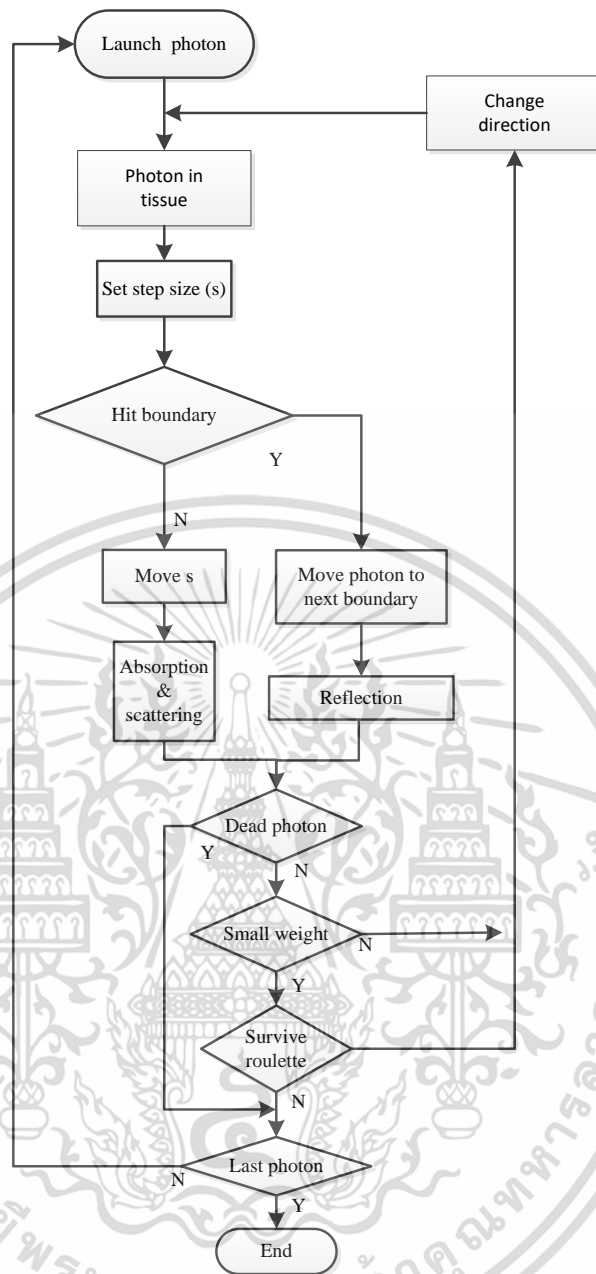 Launch photon
Change
direction
Photon in
tissue
Set step size (s)
Hit boundary
Y
N
Move s
Move photon to
next boundary
Absorption
&
scattering
Reflection
Dead photon
Y
N
Small weight
N
Y
Survive
roulette
N
Last photon
N
Y
End